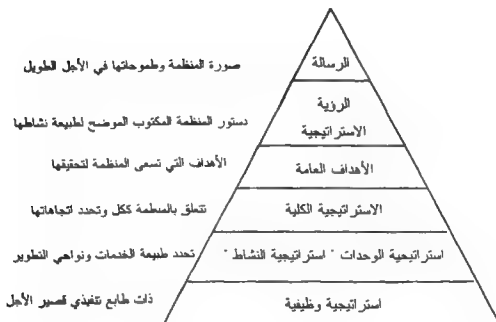 الرسالة
صورة المنظمة وطموحاتها في الأجل الطويل
الرؤية
الاستراتيجية
دستور المنظمة المكتوب الموضح لطبيعة نشاطها
الأهداف العامة
الأهداف التي تسعى المنظمة لتحقيقها
الاستراتيجية الكلية
تتعلق بالمنظمة ككل وتحدد اتجاهاتها
استراتيجية الوحدات " استراتيجية النشاط "
تحدد طبيعة الخدمات ونواحي التطوير
استراتيجية وظيفية
ذات طابع تنفيذي قصير الأجل